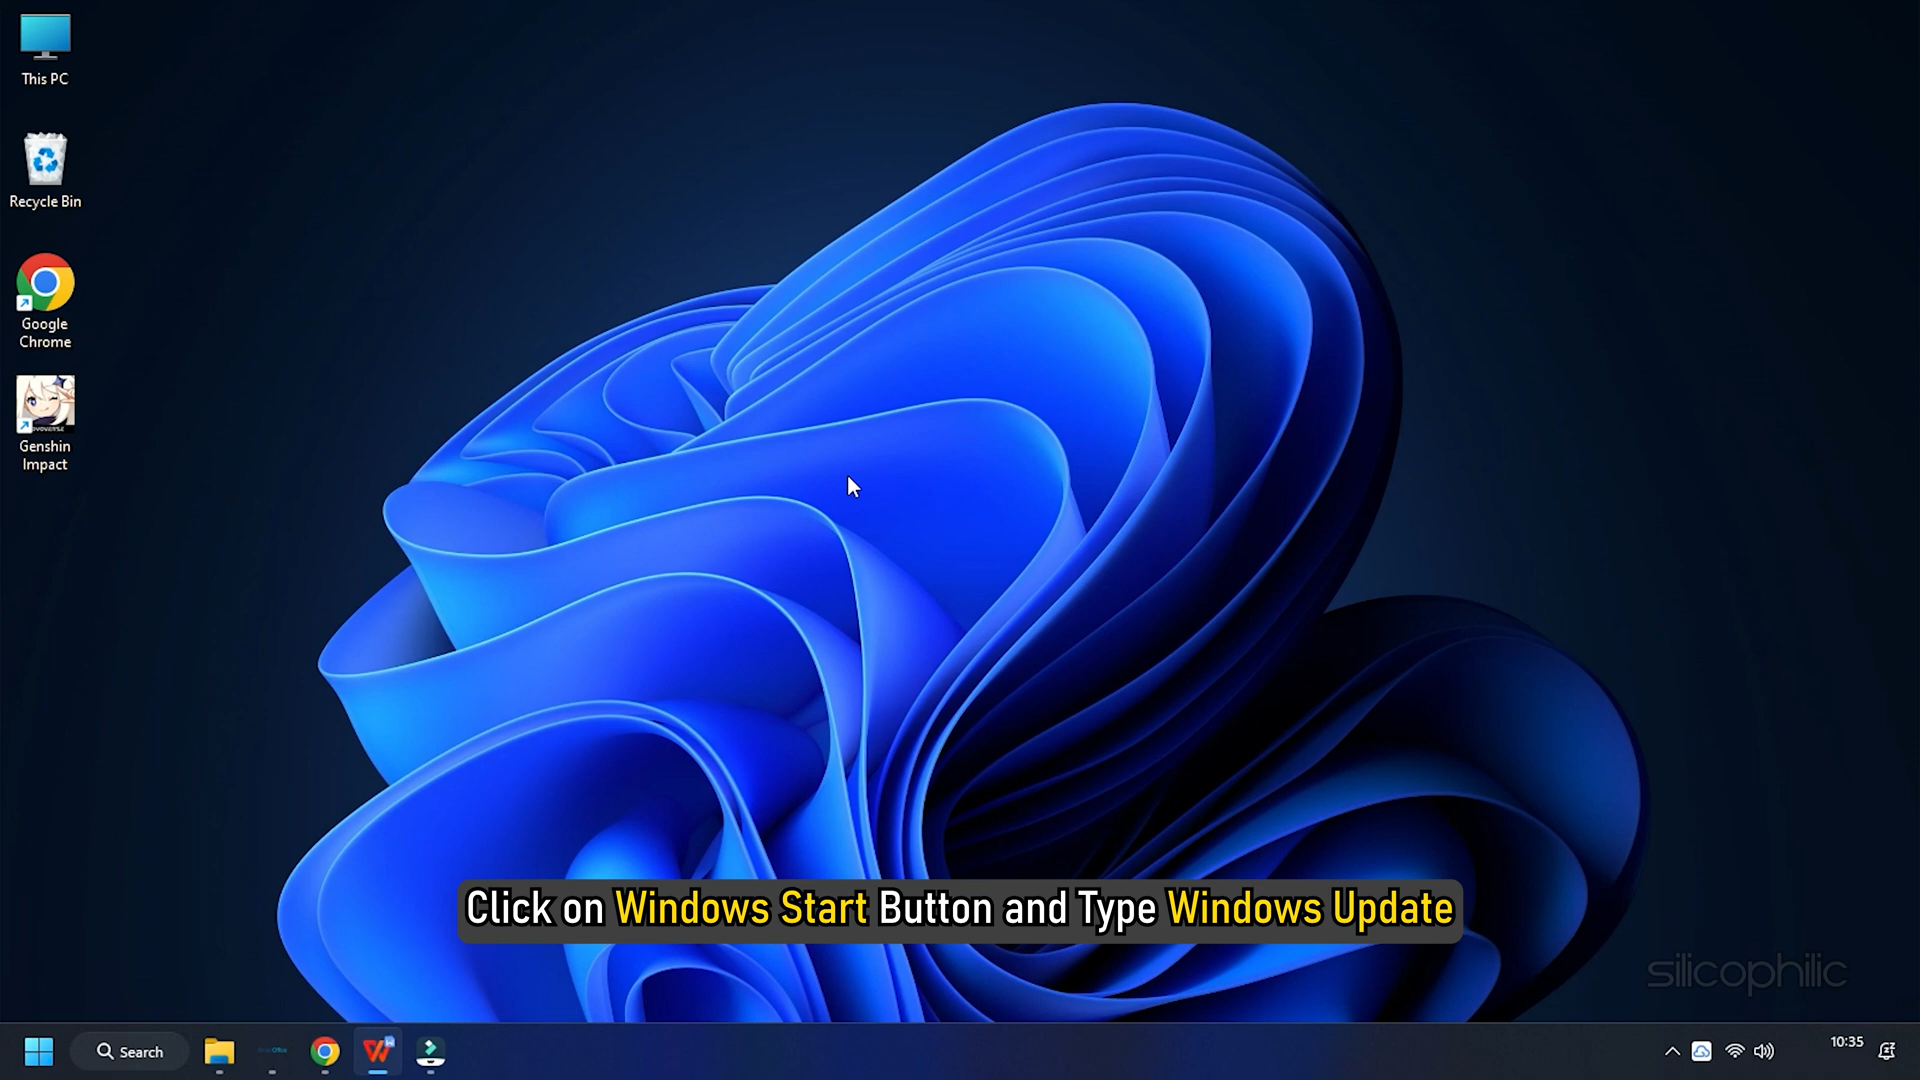 This PC
Recycle Bin
Google
Chrome
Genshin
Impact
Click on Windows Start Button and Type Windows Update
silicophilic
Search
10:35